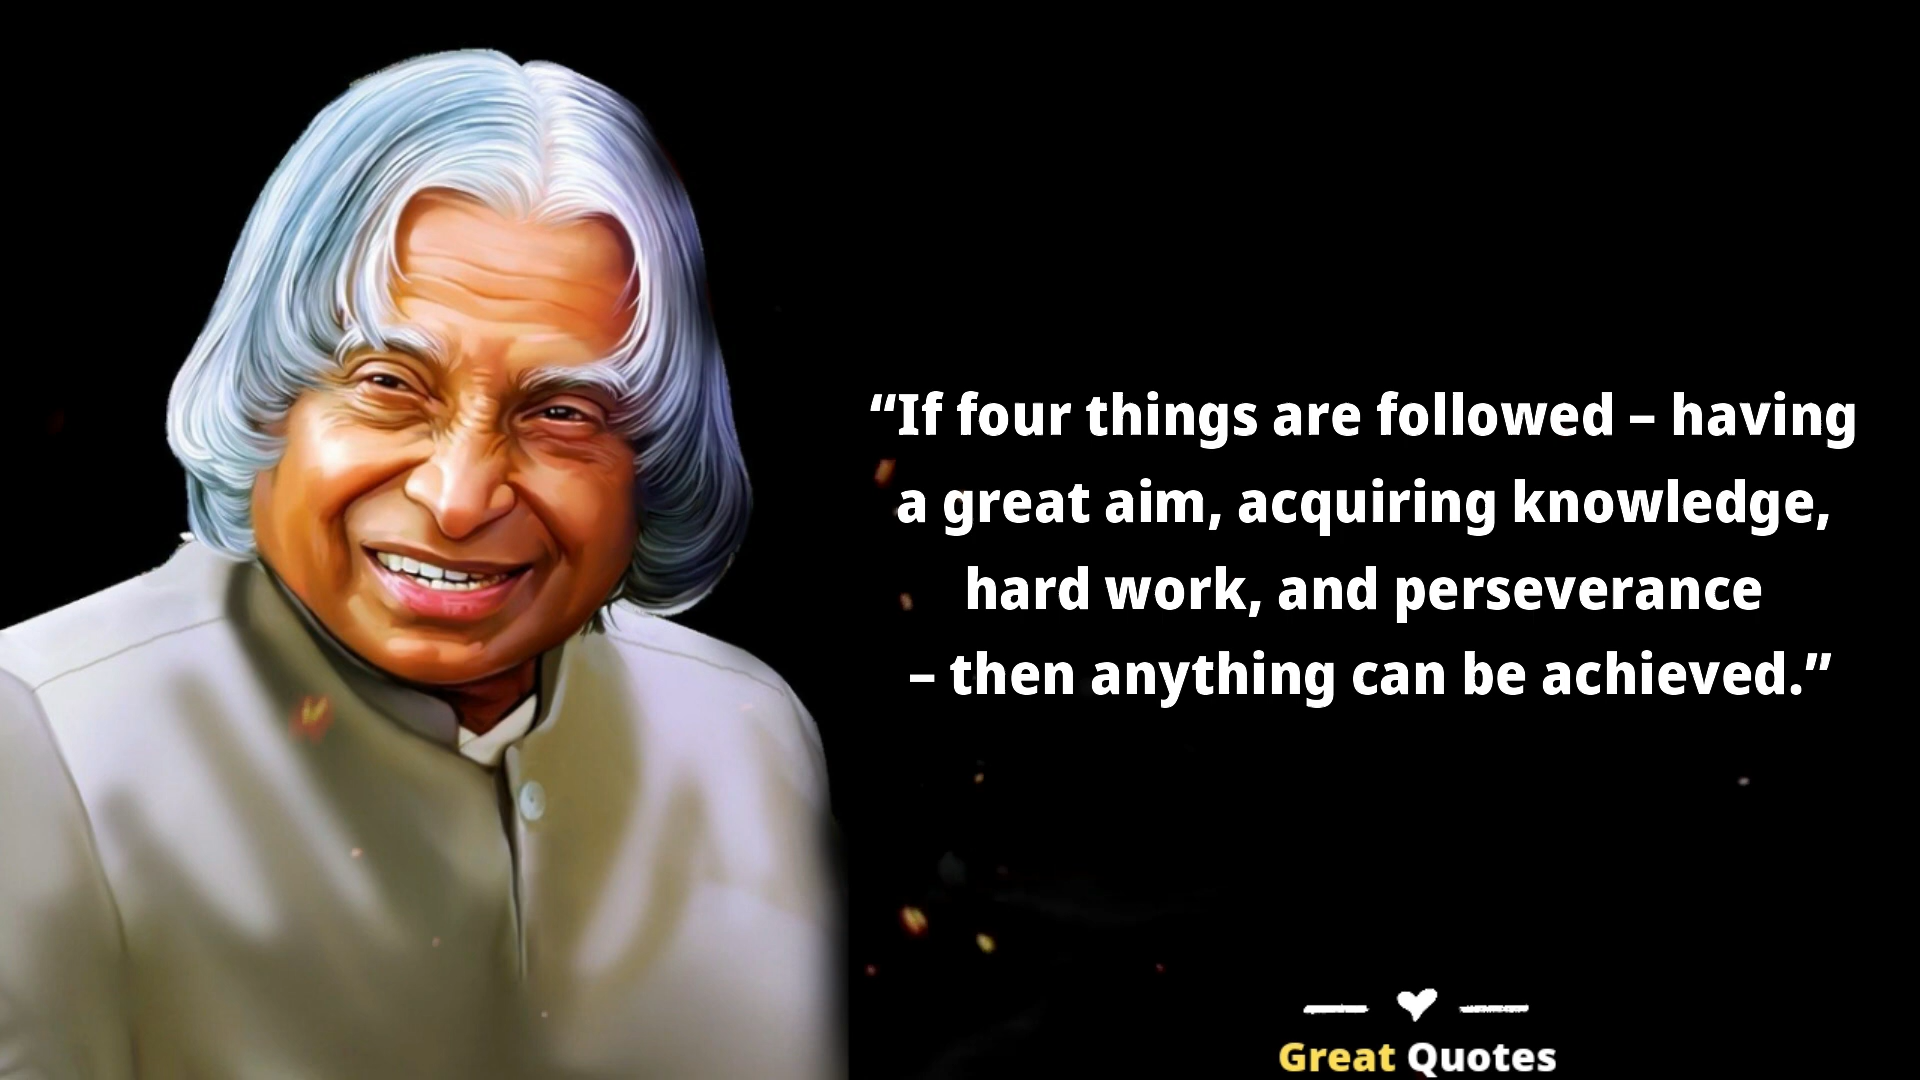 “If four things are followed – having
a great aim, acquiring knowledge,
hard work, and perseverance
– then anything can be achieved.”
Great Quotes